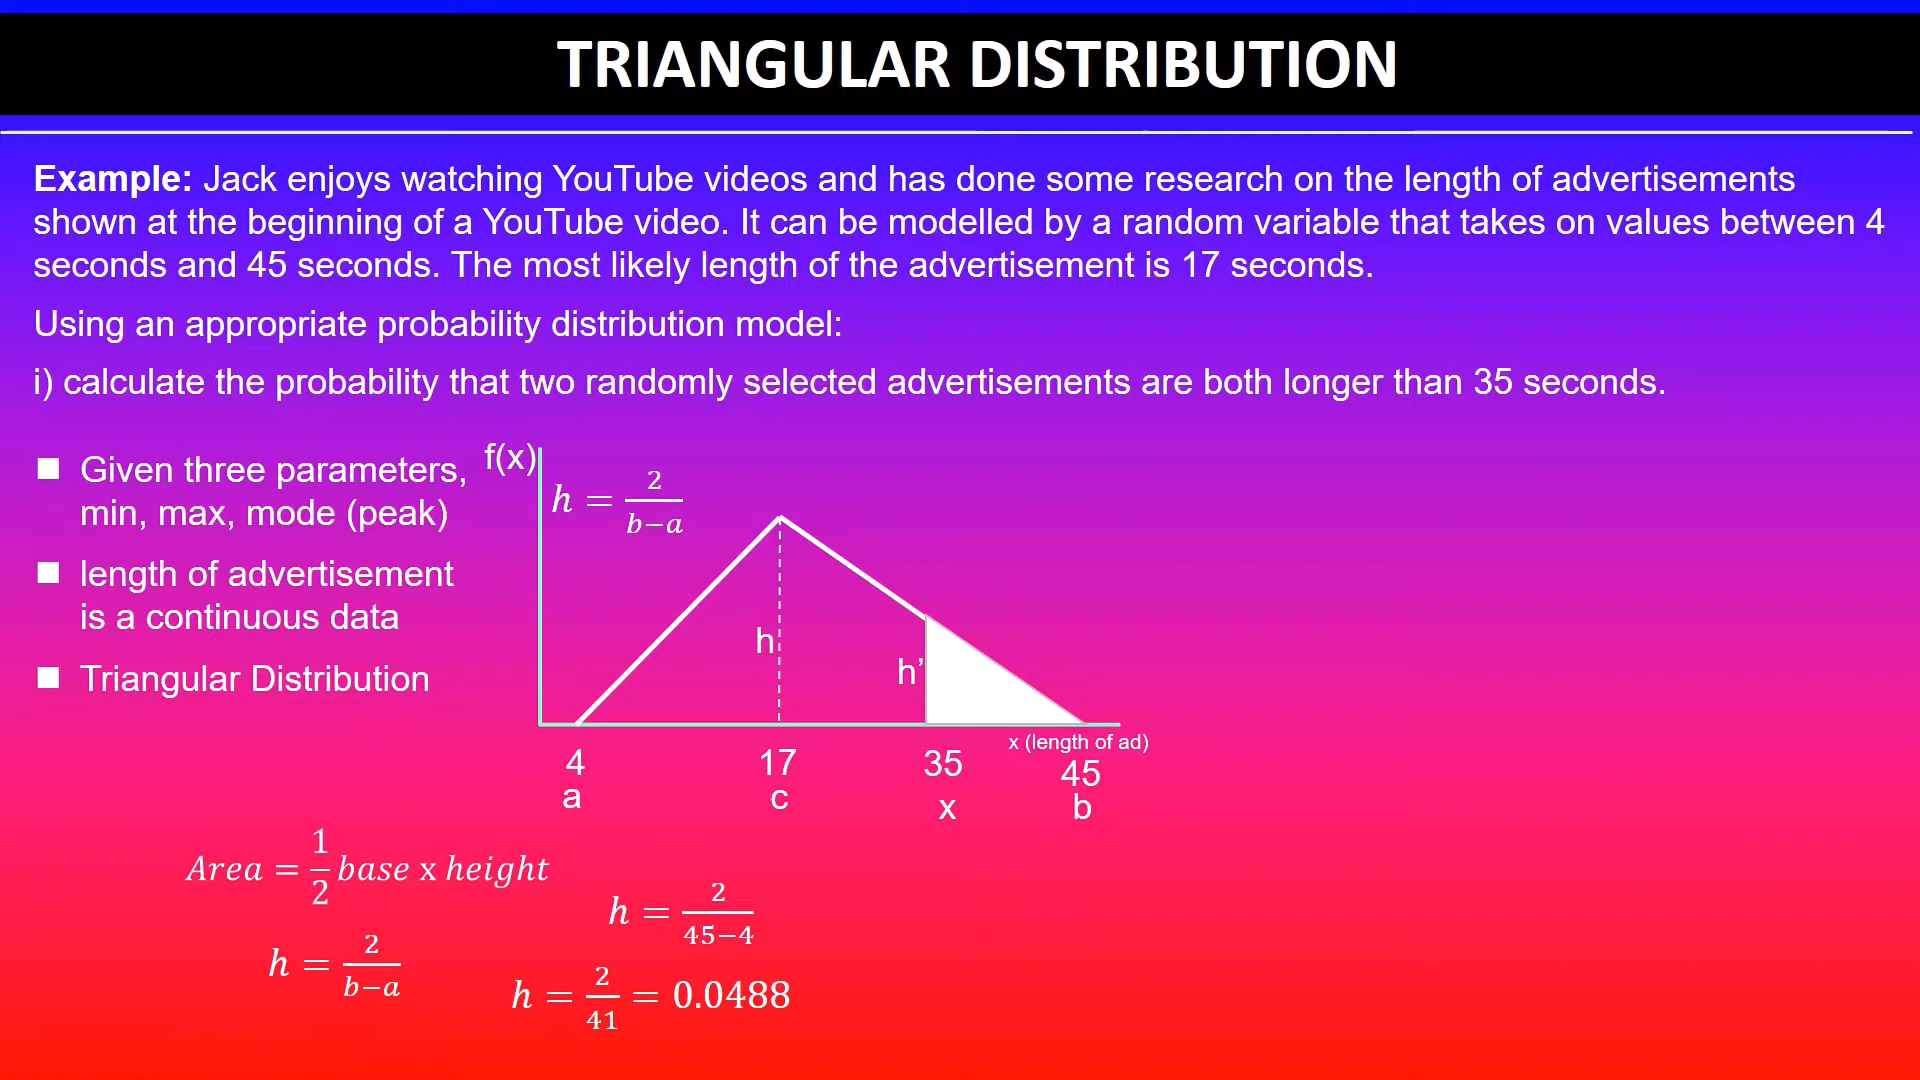 TRIANGULAR DISTRIBUTION
Example: Jack enjoys watching YouTube videos and has done some research on the length of advertisements
shown at the beginning of a YouTube video. It can be modelled by a random variable that takes on values between 4
seconds and 45 seconds. The most likely length of the advertisement is 17 seconds.
Using an appropriate probability distribution model:
i) calculate the probability that two randomly selected advertisements are both longer than 35 seconds.
■ Given three parameters,
min, max, mode (peak)
■ length of advertisement
is a continuous data
■ Triangular Distribution
f(x)
h = 2/(b−a)
h
h’
x (length of ad)
4 17 35 45
a c x b
Area = 1/2 base x height
h = 2/(b−a)
h = 2/(45−4)
h = 2/41 = 0.0488